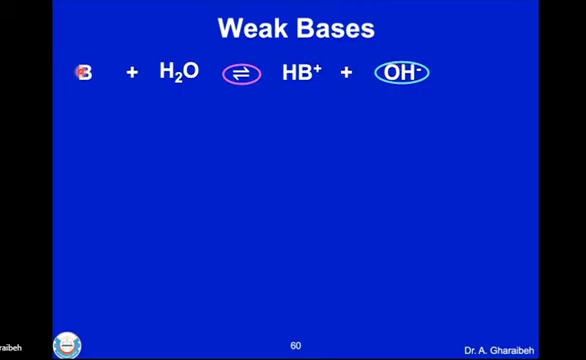 Weak Bases
B + H₂O ⇌ HB⁺ + OH⁻
raibeh
60
Dr. A. Gharaibeh